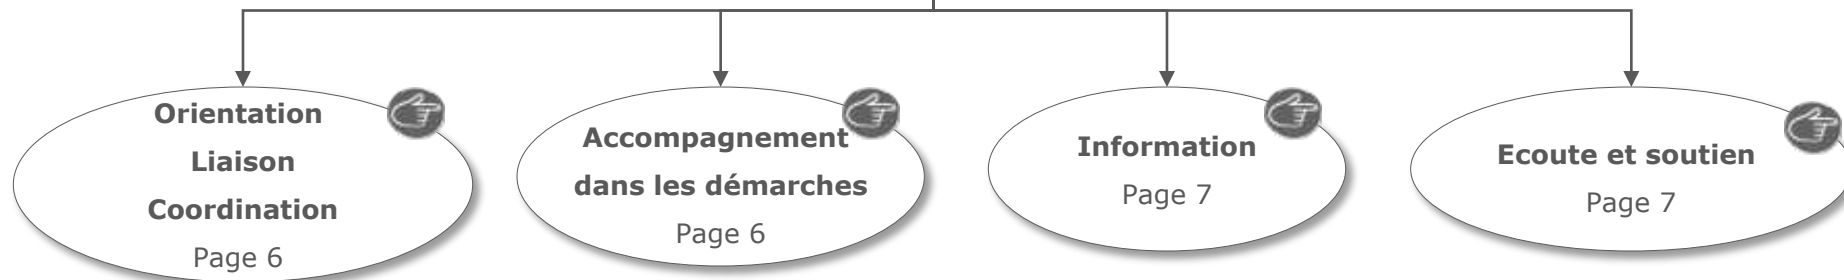 Orientation
Liaison
Coordination
Page 6
Accompagnement
dans les démarches
Page 6
Information
Page 7
Ecoute et soutien
Page 7